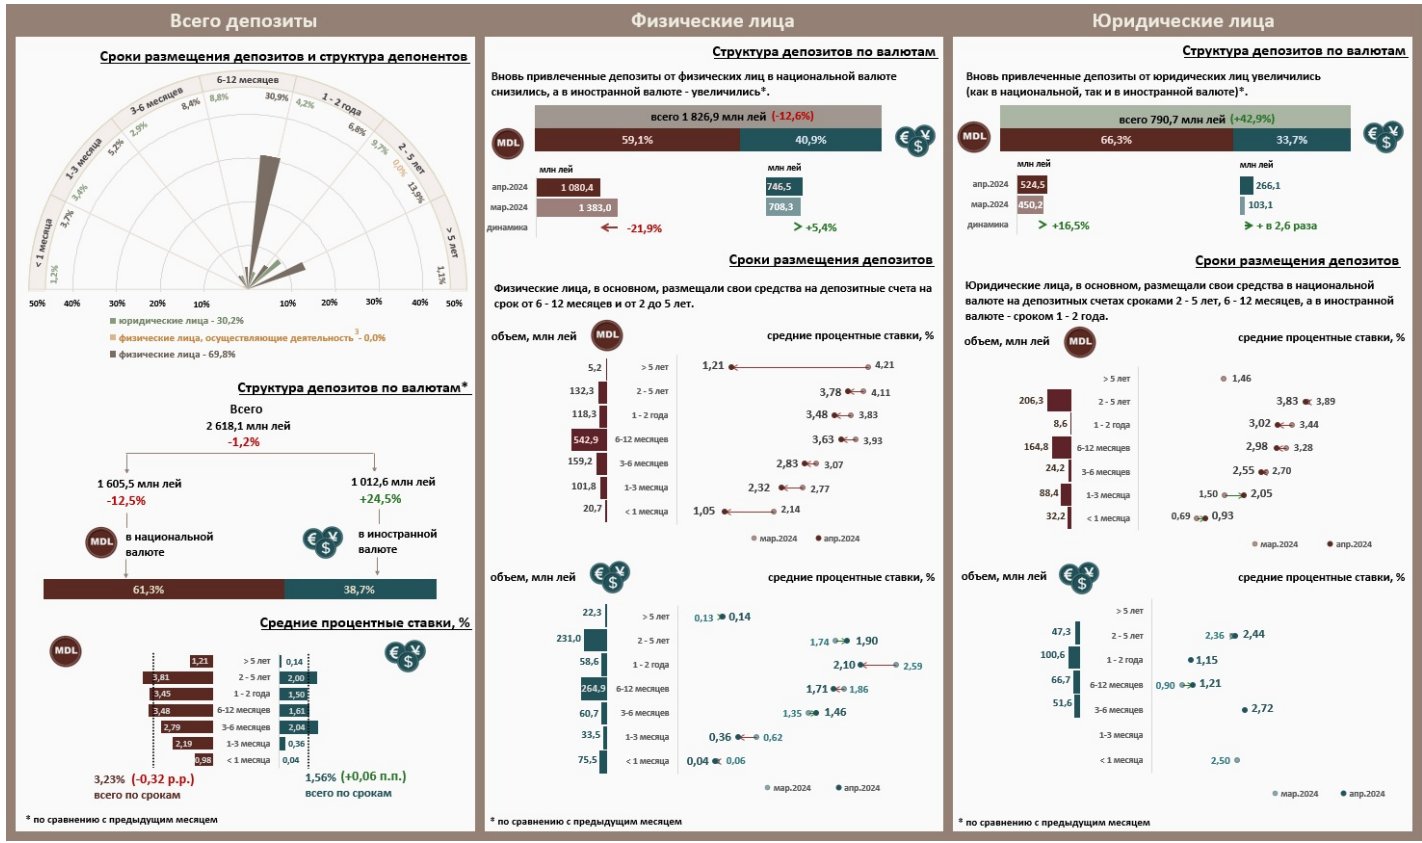 Всего депозиты
Сроки размещения депозитов и структура депонентов
< 1 месяца
1-3 месяца
3-6 месяцев
6-12 месяцев
1 - 2 года
2 - 5 лет
> 5 лет
1,2%
3,7%
3,4%
5,2%
2,9%
8,4%
8,8%
30,9%
4,2%
6,8%
9,7%
0,0%
13,9%
1,1%
50%
40%
30%
20%
10%
10%
20%
30%
40%
50%
юридические лица - 30,2%
физические лица, осуществляющие деятельность 3 - 0,0%
физические лица - 69,8%
Структура депозитов по валютам*
Всего
2 618,1 млн лей
-1,2%
1 605,5 млн лей
-12,5%
1 012,6 млн лей
+24,5%
MDL
в национальной
валюте
€ ¥ $
в иностранной
валюте
61,3%
38,7%
Средние процентные ставки, %
MDL
€ ¥ $
1,21
> 5 лет
0,14
3,81
2 - 5 лет
2,00
3,45
1 - 2 года
1,50
3,48
6-12 месяцев
1,61
2,79
3-6 месяцев
2,04
2,19
1-3 месяца
0,36
0,98
< 1 месяца
0,04
3,23% (-0,32 p.p.)
всего по срокам
1,56% (+0,06 п.п.)
всего по срокам
* по сравнению с предыдущим месяцем
Физические лица
Структура депозитов по валютам
Вновь привлеченные депозиты от физических лиц в национальной валюте
снизились, а в иностранной валюте - увеличились*.
всего 1 826,9 млн лей (-12,6%)
MDL
59,1%
40,9%
€ ¥ $
млн лей
млн лей
апр.2024
1 080,4
746,5
мар.2024
1 383,0
708,3
динамика
-21,9%
+5,4%
Сроки размещения депозитов
Физические лица, в основном, размещали свои средства на депозитные счета на
срок от 6 - 12 месяцев и от 2 до 5 лет.
объем, млн лей
MDL
средние процентные ставки, %
5,2
> 5 лет
1,21
4,21
132,3
2 - 5 лет
3,78
4,11
118,3
1 - 2 года
3,48
3,83
542,9
6-12 месяцев
3,63
3,93
159,2
3-6 месяцев
2,83
3,07
101,8
1-3 месяца
2,32
2,77
20,7
< 1 месяца
1,05
2,14
мар.2024
апр.2024
объем, млн лей
€ ¥ $
средние процентные ставки, %
22,3
> 5 лет
0,13
0,14
231,0
2 - 5 лет
1,74
1,90
58,6
1 - 2 года
2,10
2,59
264,9
6-12 месяцев
1,71
1,86
60,7
3-6 месяцев
1,35
1,46
33,5
1-3 месяца
0,36
0,62
75,5
< 1 месяца
0,04
0,06
мар.2024
апр.2024
* по сравнению с предыдущим месяцем
Юридические лица
Структура депозитов по валютам
Вновь привлеченные депозиты от юридических лиц увеличились
(как в национальной, так и в иностранной валюте)*.
всего 790,7 млн лей (+42,9%)
MDL
66,3%
33,7%
€ ¥ $
млн лей
млн лей
апр.2024
524,5
266,1
мар.2024
450,2
103,1
динамика
+16,5%
+ в 2,6 раза
Сроки размещения депозитов
Юридические лица, в основном, размещали свои средства в национальной
валюте на депозитных счетах сроками 2 - 5 лет, 6 - 12 месяцев, а в иностранной
валюте - сроком 1 - 2 года.
объем, млн лей
MDL
средние процентные ставки, %
> 5 лет
1,46
206,3
2 - 5 лет
3,83
3,89
8,6
1 - 2 года
3,02
3,44
164,8
6-12 месяцев
2,98
3,28
24,2
3-6 месяцев
2,55
2,70
88,4
1-3 месяца
1,50
2,05
32,2
< 1 месяца
0,69
0,93
мар.2024
апр.2024
объем, млн лей
€ ¥ $
средние процентные ставки, %
> 5 лет
47,3
2 - 5 лет
2,36
2,44
100,6
1 - 2 года
1,15
66,7
6-12 месяцев
0,90
1,21
51,6
3-6 месяцев
2,72
1-3 месяца
< 1 месяца
2,50
мар.2024
апр.2024
* по сравнению с предыдущим месяцем